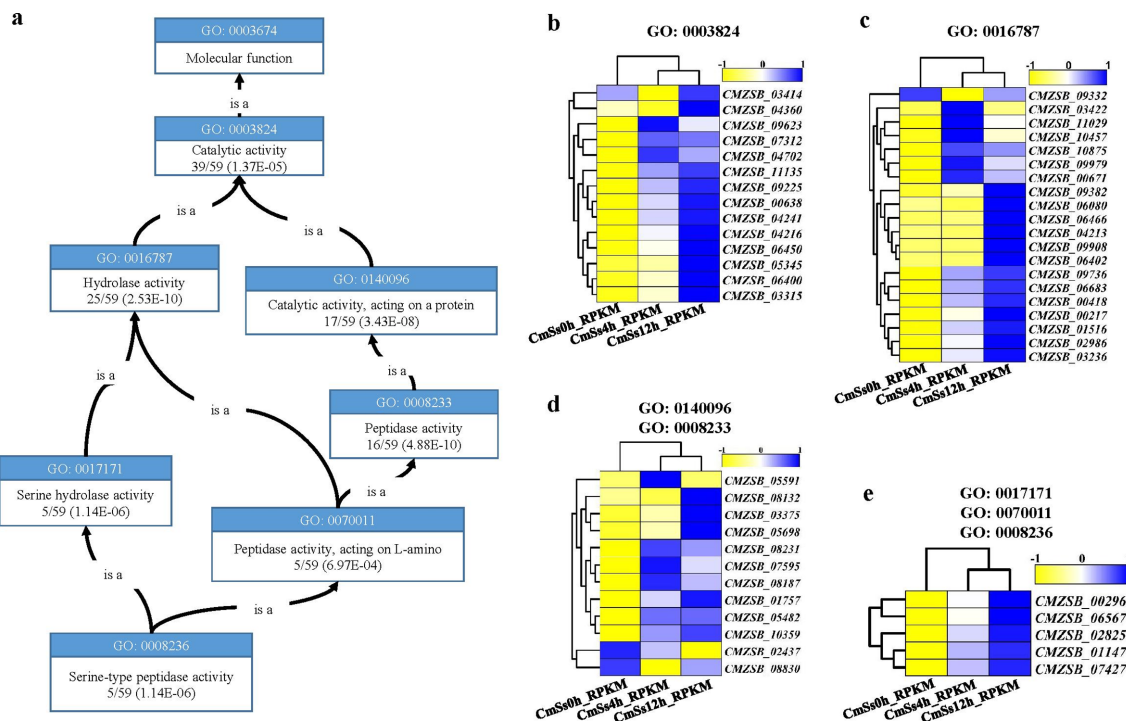 a
GO: 0003674
Molecular function
is a
GO: 0003824
Catalytic activity
39/59 (1.37E-05)
is a
is a
GO: 0016787
Hydrolase activity
25/59 (2.53E-10)
GO: 0140096
Catalytic activity, acting on a protein
17/59 (3.43E-08)
is a
is a
is a
GO: 0008233
Peptidase activity
16/59 (4.88E-10)
GO: 0017171
Serine hydrolase activity
5/59 (1.14E-06)
is a
GO: 0070011
Peptidase activity, acting on L-amino
5/59 (6.97E-04)
is a
is a
GO: 0008236
Serine-type peptidase activity
5/59 (1.14E-06)
b
GO: 0003824
-1 0 1
CMZSB_03414
CMZSB_04360
CMZSB_09623
CMZSB_07312
CMZSB_04702
CMZSB_11135
CMZSB_09225
CMZSB_00638
CMZSB_04241
CMZSB_04216
CMZSB_06450
CMZSB_05345
CMZSB_06400
CMZSB_03315
CmSs0h_RPKM
CmSs4h_RPKM
CmSs12h_RPKM
c
GO: 0016787
-1 0 1
CMZSB_09332
CMZSB_03422
CMZSB_11029
CMZSB_10457
CMZSB_10875
CMZSB_09979
CMZSB_00671
CMZSB_09382
CMZSB_06080
CMZSB_06466
CMZSB_04213
CMZSB_09908
CMZSB_06402
CMZSB_09736
CMZSB_06683
CMZSB_00418
CMZSB_00217
CMZSB_01516
CMZSB_02986
CMZSB_03236
CmSs0h_RPKM
CmSs4h_RPKM
CmSs12h_RPKM
d
GO: 0140096
GO: 0008233
-1 0 1
CMZSB_05591
CMZSB_08132
CMZSB_03375
CMZSB_05698
CMZSB_08231
CMZSB_07595
CMZSB_08187
CMZSB_01757
CMZSB_05482
CMZSB_10359
CMZSB_02437
CMZSB_08830
CmSs0h_RPKM
CmSs4h_RPKM
CmSs12h_RPKM
e
GO: 0017171
GO: 0070011
GO: 0008236
-1 0 1
CMZSB_00296
CMZSB_06567
CMZSB_02825
CMZSB_01147
CMZSB_07427
CmSs0h_RPKM
CmSs4h_RPKM
CmSs12h_RPKM